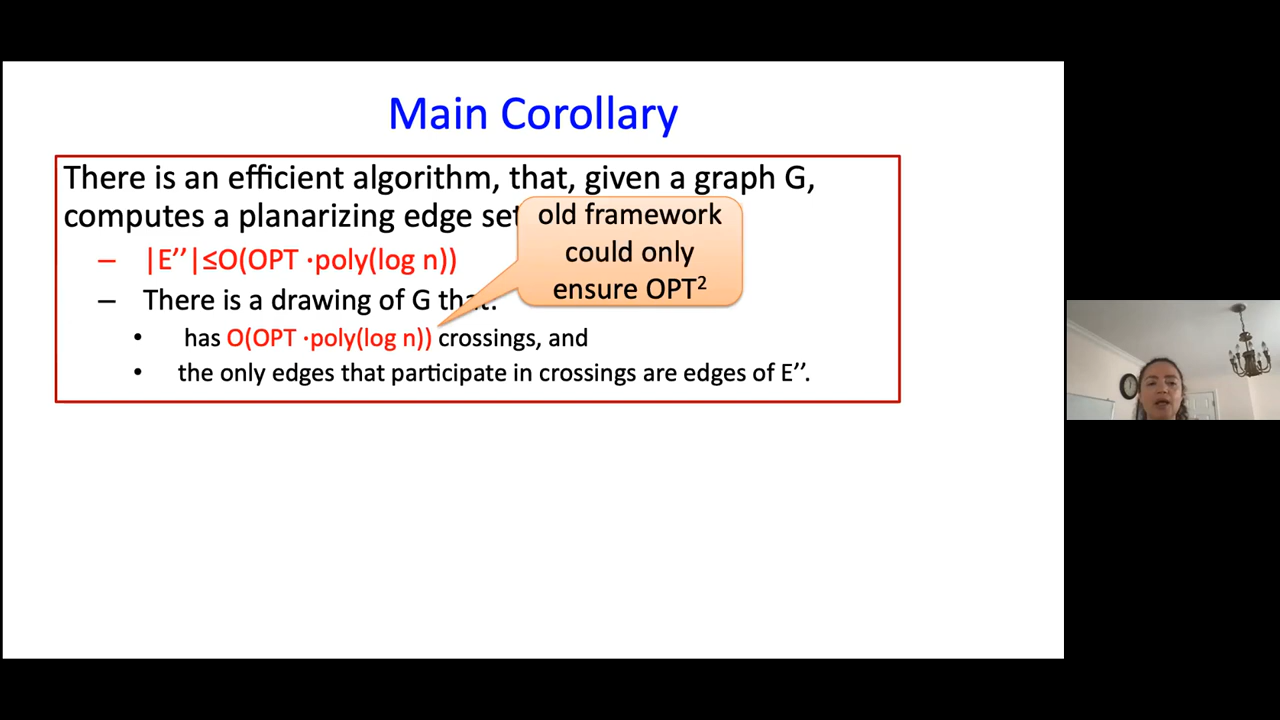 Main Corollary
There is an efficient algorithm, that, given a graph G,
computes a planarizing edge set
old framework
could only
ensure OPT²
– |E’’|≤O(OPT ·poly(log n))
– There is a drawing of G that:
• has O(OPT ·poly(log n)) crossings, and
• the only edges that participate in crossings are edges of E’’.